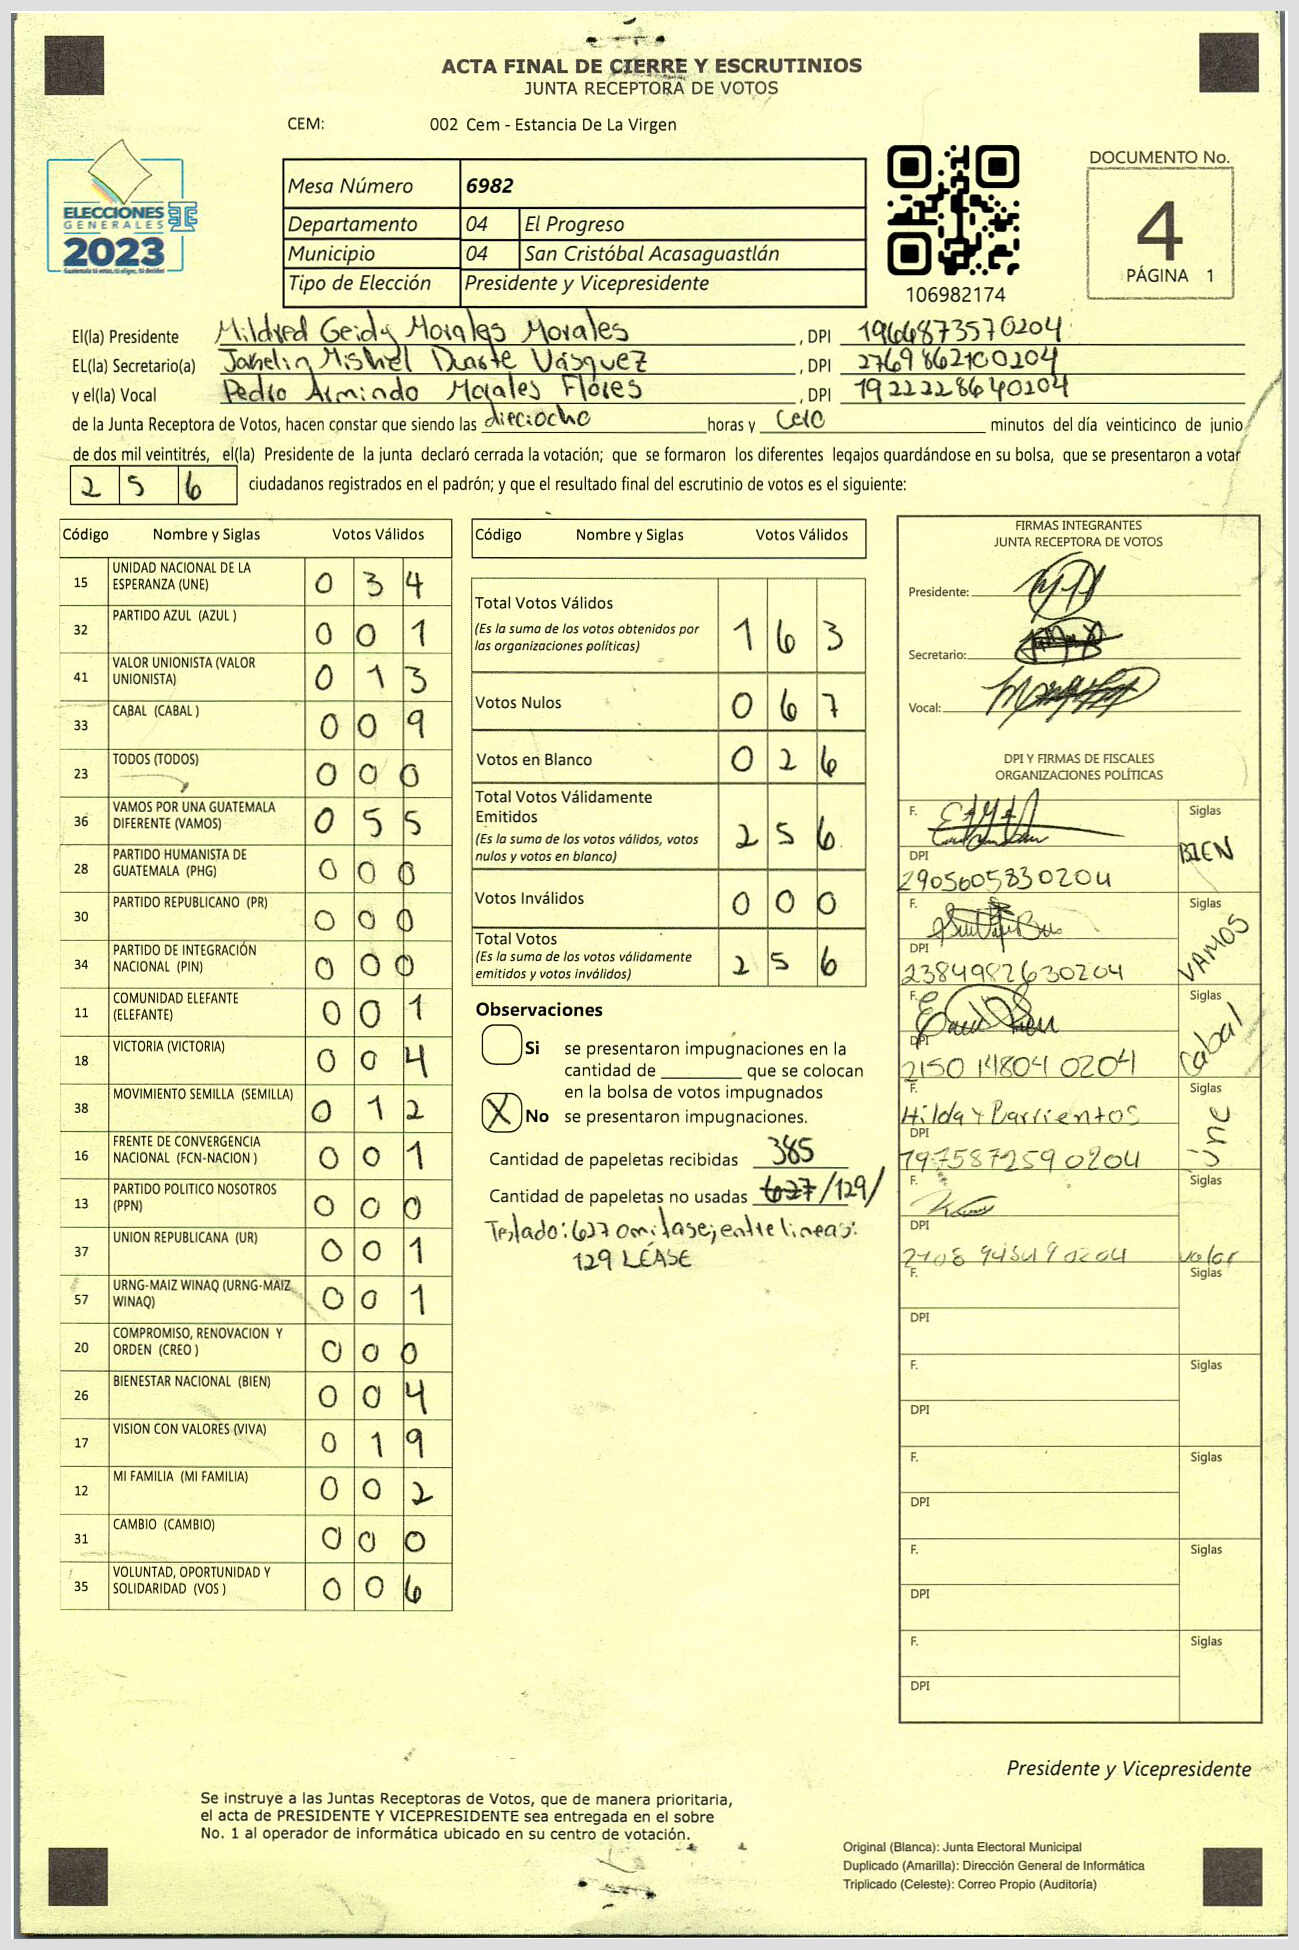 ACTA FINAL DE CIERRE Y ESCRUTINIOS
JUNTA RECEPTORA DE VOTOS
CEM: 002 Cem - Estancia De La Virgen
ELECCIONES
GENERALES
2023
Guatemala tú votas, tú eliges, tú decides
Mesa Número 6982
Departamento 04 El Progreso
Municipio 04 San Cristóbal Acasaguastlán
Tipo de Elección Presidente y Vicepresidente
106982174
DOCUMENTO No.
4
PÁGINA 1
El(la) Presidente Mildred Geidy Morales Morales, DPI 1966873570204
EL(la) Secretario(a) Mishel Duarte Vásquez, DPI 2769862100204
y el(la) Vocal Pedro Armindo Morales Flores, DPI 1922228640204
de la Junta Receptora de Votos, hacen constar que siendo las dieciocho horas y cero minutos del día veinticinco de junio
de dos mil veintitrés, el(la) Presidente de la junta declaró cerrada la votación; que se formaron los diferentes legajos guardándose en su bolsa, que se presentaron a votar
2 5 6 ciudadanos registrados en el padrón; y que el resultado final del escrutinio de votos es el siguiente:
Código Nombre y Siglas Votos Válidos
15 UNIDAD NACIONAL DE LA ESPERANZA (UNE) 0 3 4
32 PARTIDO AZUL (AZUL ) 0 0 1
41 VALOR UNIONISTA (VALOR UNIONISTA) 0 1 3
33 CABAL (CABAL ) 0 0 9
23 TODOS (TODOS) 0 0 0
36 VAMOS POR UNA GUATEMALA DIFERENTE (VAMOS) 0 5 5
28 PARTIDO HUMANISTA DE GUATEMALA (PHG) 0 0 0
30 PARTIDO REPUBLICANO (PR) 0 0 0
34 PARTIDO DE INTEGRACIÓN NACIONAL (PIN) 0 0 0
11 COMUNIDAD ELEFANTE (ELEFANTE) 0 0 1
18 VICTORIA (VICTORIA) 0 0 4
38 MOVIMIENTO SEMILLA (SEMILLA) 0 1 2
16 FRENTE DE CONVERGENCIA NACIONAL (FCN-NACION ) 0 0 1
13 PARTIDO POLITICO NOSOTROS (PPN) 0 0 0
37 UNION REPUBLICANA (UR) 0 0 1
57 URNG-MAIZ WINAQ (URNG-MAIZ WINAQ) 0 0 1
20 COMPROMISO, RENOVACION Y ORDEN (CREO ) 0 0 0
26 BIENESTAR NACIONAL (BIEN) 0 0 4
17 VISION CON VALORES (VIVA) 0 1 9
12 MI FAMILIA (MI FAMILIA) 0 0 2
31 CAMBIO (CAMBIO) 0 0 0
35 VOLUNTAD, OPORTUNIDAD Y SOLIDARIDAD (VOS ) 0 0 6
Código Nombre y Siglas Votos Válidos
Total Votos Válidos 1 6 3
(Es la suma de los votos obtenidos por
las organizaciones políticas)
Votos Nulos 0 6 7
Votos en Blanco 0 2 6
Total Votos Válidamente
Emitidos 2 5 6
(Es la suma de los votos válidos, votos
nulos y votos en blanco)
Votos Inválidos 0 0 0
Total Votos 2 5 6
(Es la suma de los votos válidamente
emitidos y votos inválidos)
Observaciones
Si se presentaron impugnaciones en la
cantidad de ________ que se colocan
en la bolsa de votos impugnados
X No se presentaron impugnaciones.
Cantidad de papeletas recibidas 385
Cantidad de papeletas no usadas 627 /129/
Testado: 627 omitase; entre lineas:
129 LÉASE
FIRMAS INTEGRANTES
JUNTA RECEPTORA DE VOTOS
Presidente:
Secretario:
Vocal:
DPI Y FIRMAS DE FISCALES
ORGANIZACIONES POLÍTICAS
F. Siglas BIEN
DPI
2905605830204
F. Siglas VAMOS
DPI
2384982630204
F. Siglas Cabal
DPI
2150 14804 0204
F. Hilda Y Barrientos Siglas une
DPI
1975872590204
F. Siglas valor
DPI
F. Siglas
DPI
F. Siglas
DPI
F. Siglas
DPI
F. Siglas
DPI
F. Siglas
DPI
Presidente y Vicepresidente
Se instruye a las Juntas Receptoras de Votos, que de manera prioritaria,
el acta de PRESIDENTE Y VICEPRESIDENTE sea entregada en el sobre
No. 1 al operador de informática ubicado en su centro de votación.
Original (Blanca): Junta Electoral Municipal
Duplicado (Amarilla): Dirección General de Informática
Triplicado (Celeste): Correo Propio (Auditoría)